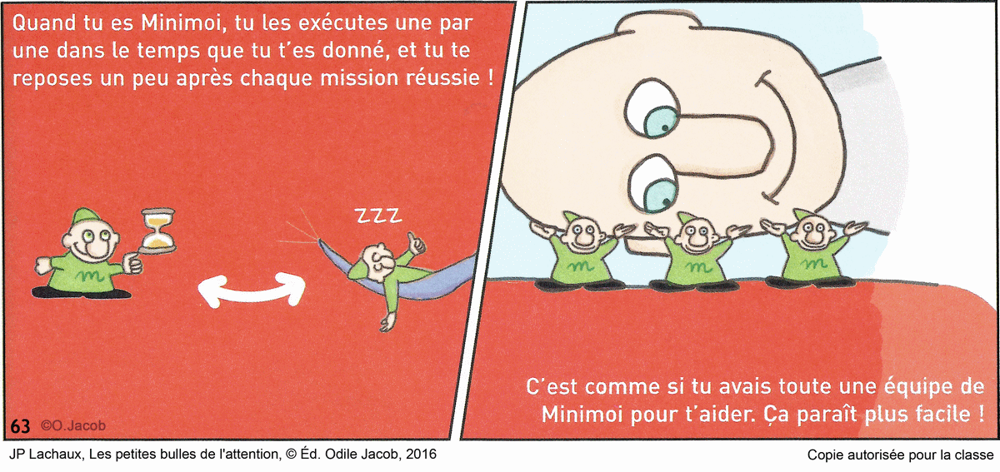 Quand tu es Minimoi, tu les exécutes une par
une dans le temps que tu t'es donné, et tu te
reposes un peu après chaque mission réussie !
m
zzz
m
m
m
C'est comme si tu avais toute une équipe de
Minimoi pour t'aider. Ça paraît plus facile !
63 ©O.Jacob
JP Lachaux, Les petites bulles de l'attention, © Éd. Odile Jacob, 2016
Copie autorisée pour la classe